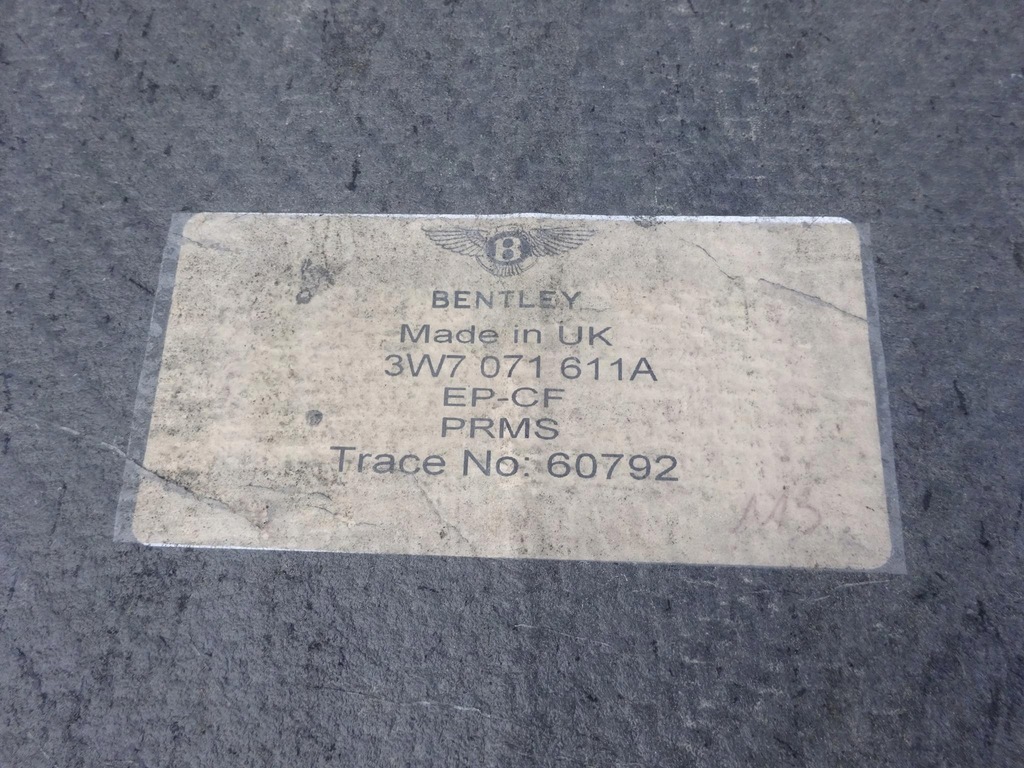 B
BENTLEY
Made in UK
3W7 071 611A
EP-CF
PRMS
Trace No: 60792